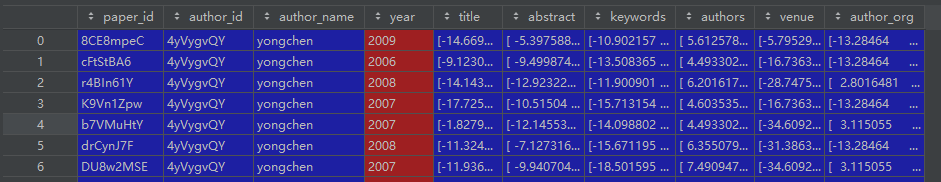 paper_id author_id author_name year title abstract keywords authors venue author_org
0 8CE8mpeC 4yVygvQY yongchen 2009 [-14.669... [ -5.397588... [-10.902157 ... [ 5.612578... [-5.79529... [-13.28464 ...
1 cFtStBA6 4yVygvQY yongchen 2006 [-9.1230... [ -9.499874... [-13.508365 ... [ 4.493302... [-16.7363... [-13.28464 ...
2 r4BIn61Y 4yVygvQY yongchen 2008 [-14.143... [-12.92322... [-11.900901 ... [ 6.201617... [-28.7475... [ 2.8016481 ...
3 K9Vn1Zpw 4yVygvQY yongchen 2007 [-17.725... [-10.51504 ... [-15.713154 ... [ 4.603535... [-16.7363... [-13.28464 ...
4 b7VMuHtY 4yVygvQY yongchen 2007 [-1.8279... [-12.14553... [-14.098802 ... [ 4.493302... [-34.6092... [ 3.115055 ...
5 drCynJ7F 4yVygvQY yongchen 2008 [-11.324... [ -7.127316... [-15.671195 ... [ 6.355079... [-31.3863... [-13.28464 ...
6 DU8w2MSE 4yVygvQY yongchen 2007 [-11.936... [ -9.940704... [-18.501595 ... [ 7.490947... [-34.6092... [ 3.115055 ...